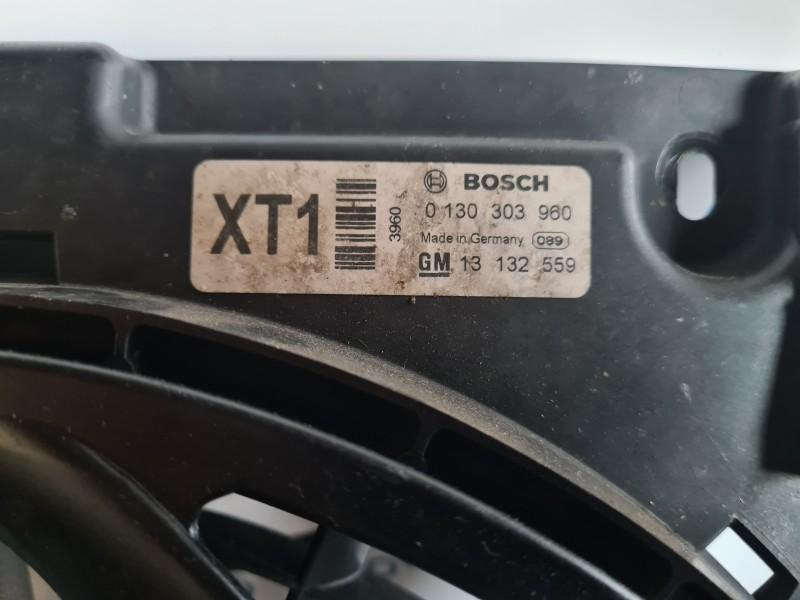 XT1
3960
BOSCH
0 130 303 960
Made in Germany 089
GM 13 132 559